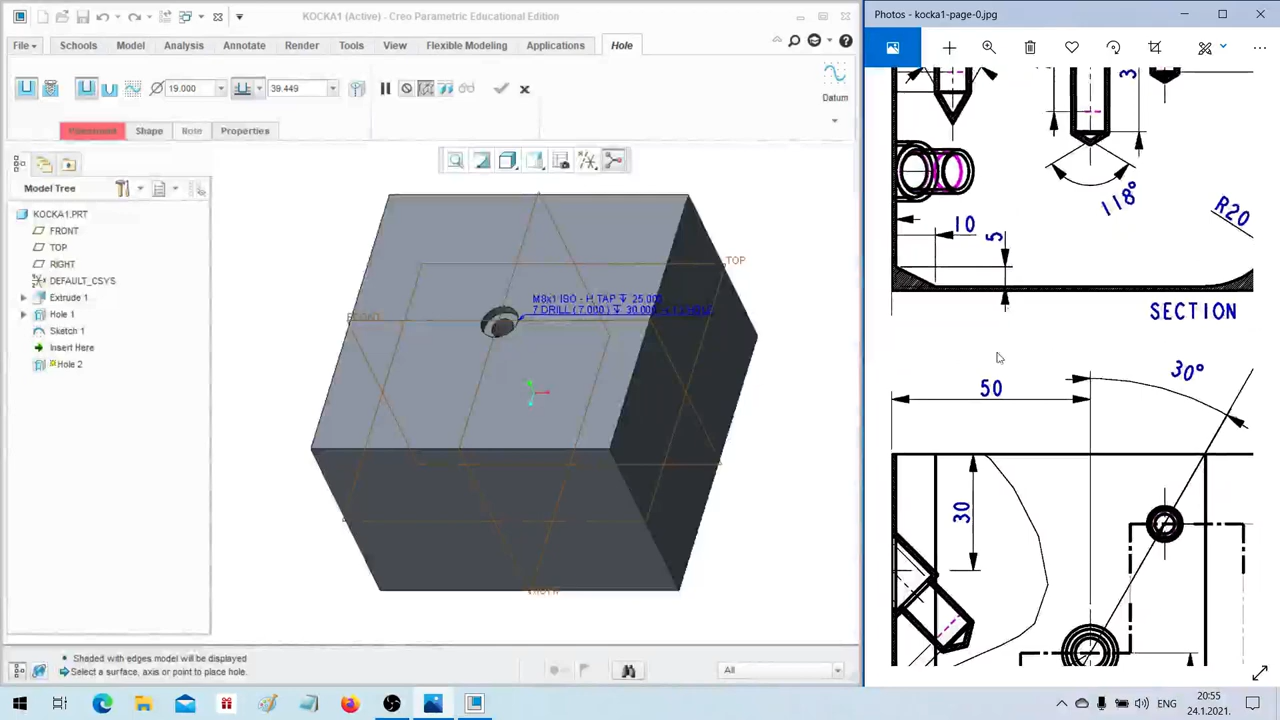 KOCKA1 (Active) - Creo Parametric Educational Edition
Photos - kocka1-page-0.jpg
File
Schools
Model
Analysis
Annotate
Render
Tools
View
Flexible Modeling
Applications
Hole
19.000
39.449
Datum
Placement
Shape
Note
Properties
Model Tree
KOCKA1.PRT
FRONT
TOP
RIGHT
DEFAULT_CSYS
Extrude 1
Hole 1
Sketch 1
Insert Here
Hole 2
TOP
M8x1 ISO - H TAP ↧ 25.000
7 DRILL ( 7.000 ) ↧ 30.000
FRONT
3
118°
R20
10
5
SECTION
50
30°
30
Shaded with edges model will be displayed
Select a surface, axis or point to place hole.
All
ENG
20:55
24.1.2021.